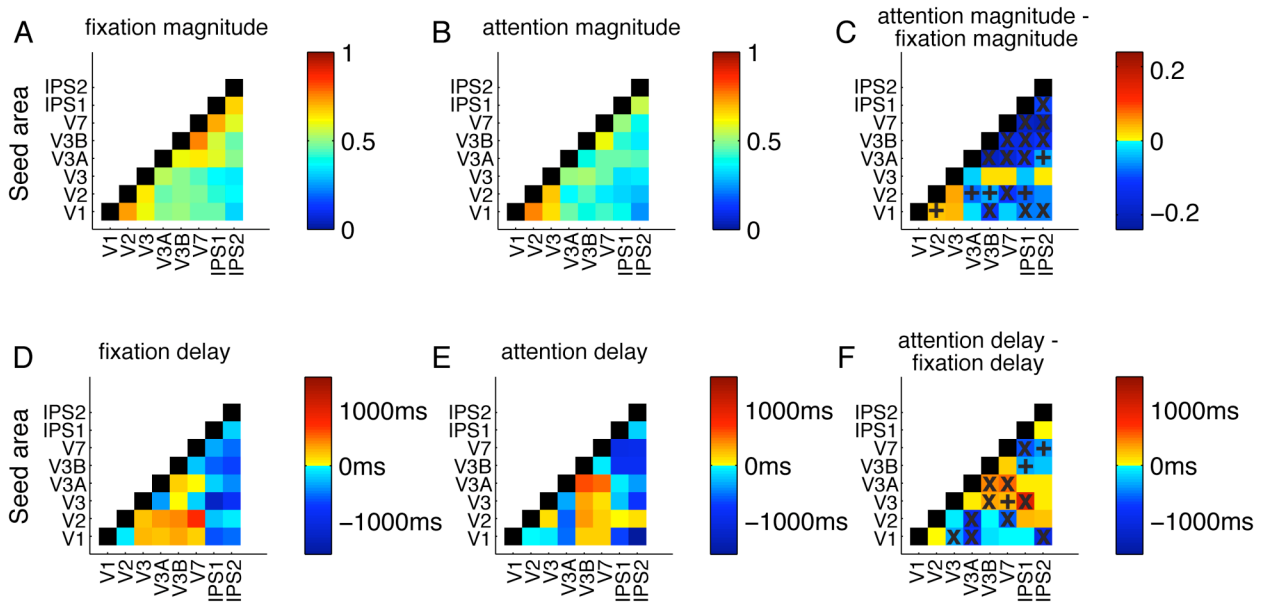 A
fixation magnitude
B
attention magnitude
C
attention magnitude -
fixation magnitude
Seed area
IPS2
IPS1
V7
V3B
V3A
V3
V2
V1
V1
V2
V3
V3A
V3B
V7
IPS1
IPS2
1
0.5
0
IPS2
IPS1
V7
V3B
V3A
V3
V2
V1
V1
V2
V3
V3A
V3B
V7
IPS1
IPS2
1
0.5
0
IPS2
IPS1
V7
V3B
V3A
V3
V2
V1
X
X X
X X X
X X X +
+ + X +
+ X X X
V1
V2
V3
V3A
V3B
V7
IPS1
IPS2
0.2
0
−0.2
D
fixation delay
E
attention delay
F
attention delay -
fixation delay
Seed area
IPS2
IPS1
V7
V3B
V3A
V3
V2
V1
V1
V2
V3
V3A
V3B
V7
IPS1
IPS2
1000ms
0ms
−1000ms
IPS2
IPS1
V7
V3B
V3A
V3
V2
V1
V1
V2
V3
V3A
V3B
V7
IPS1
IPS2
1000ms
0ms
−1000ms
IPS2
IPS1
V7
V3B
V3A
V3
V2
V1
X +
+
X X
X + X
X X
X X X
V1
V2
V3
V3A
V3B
V7
IPS1
IPS2
1000ms
0ms
−1000ms